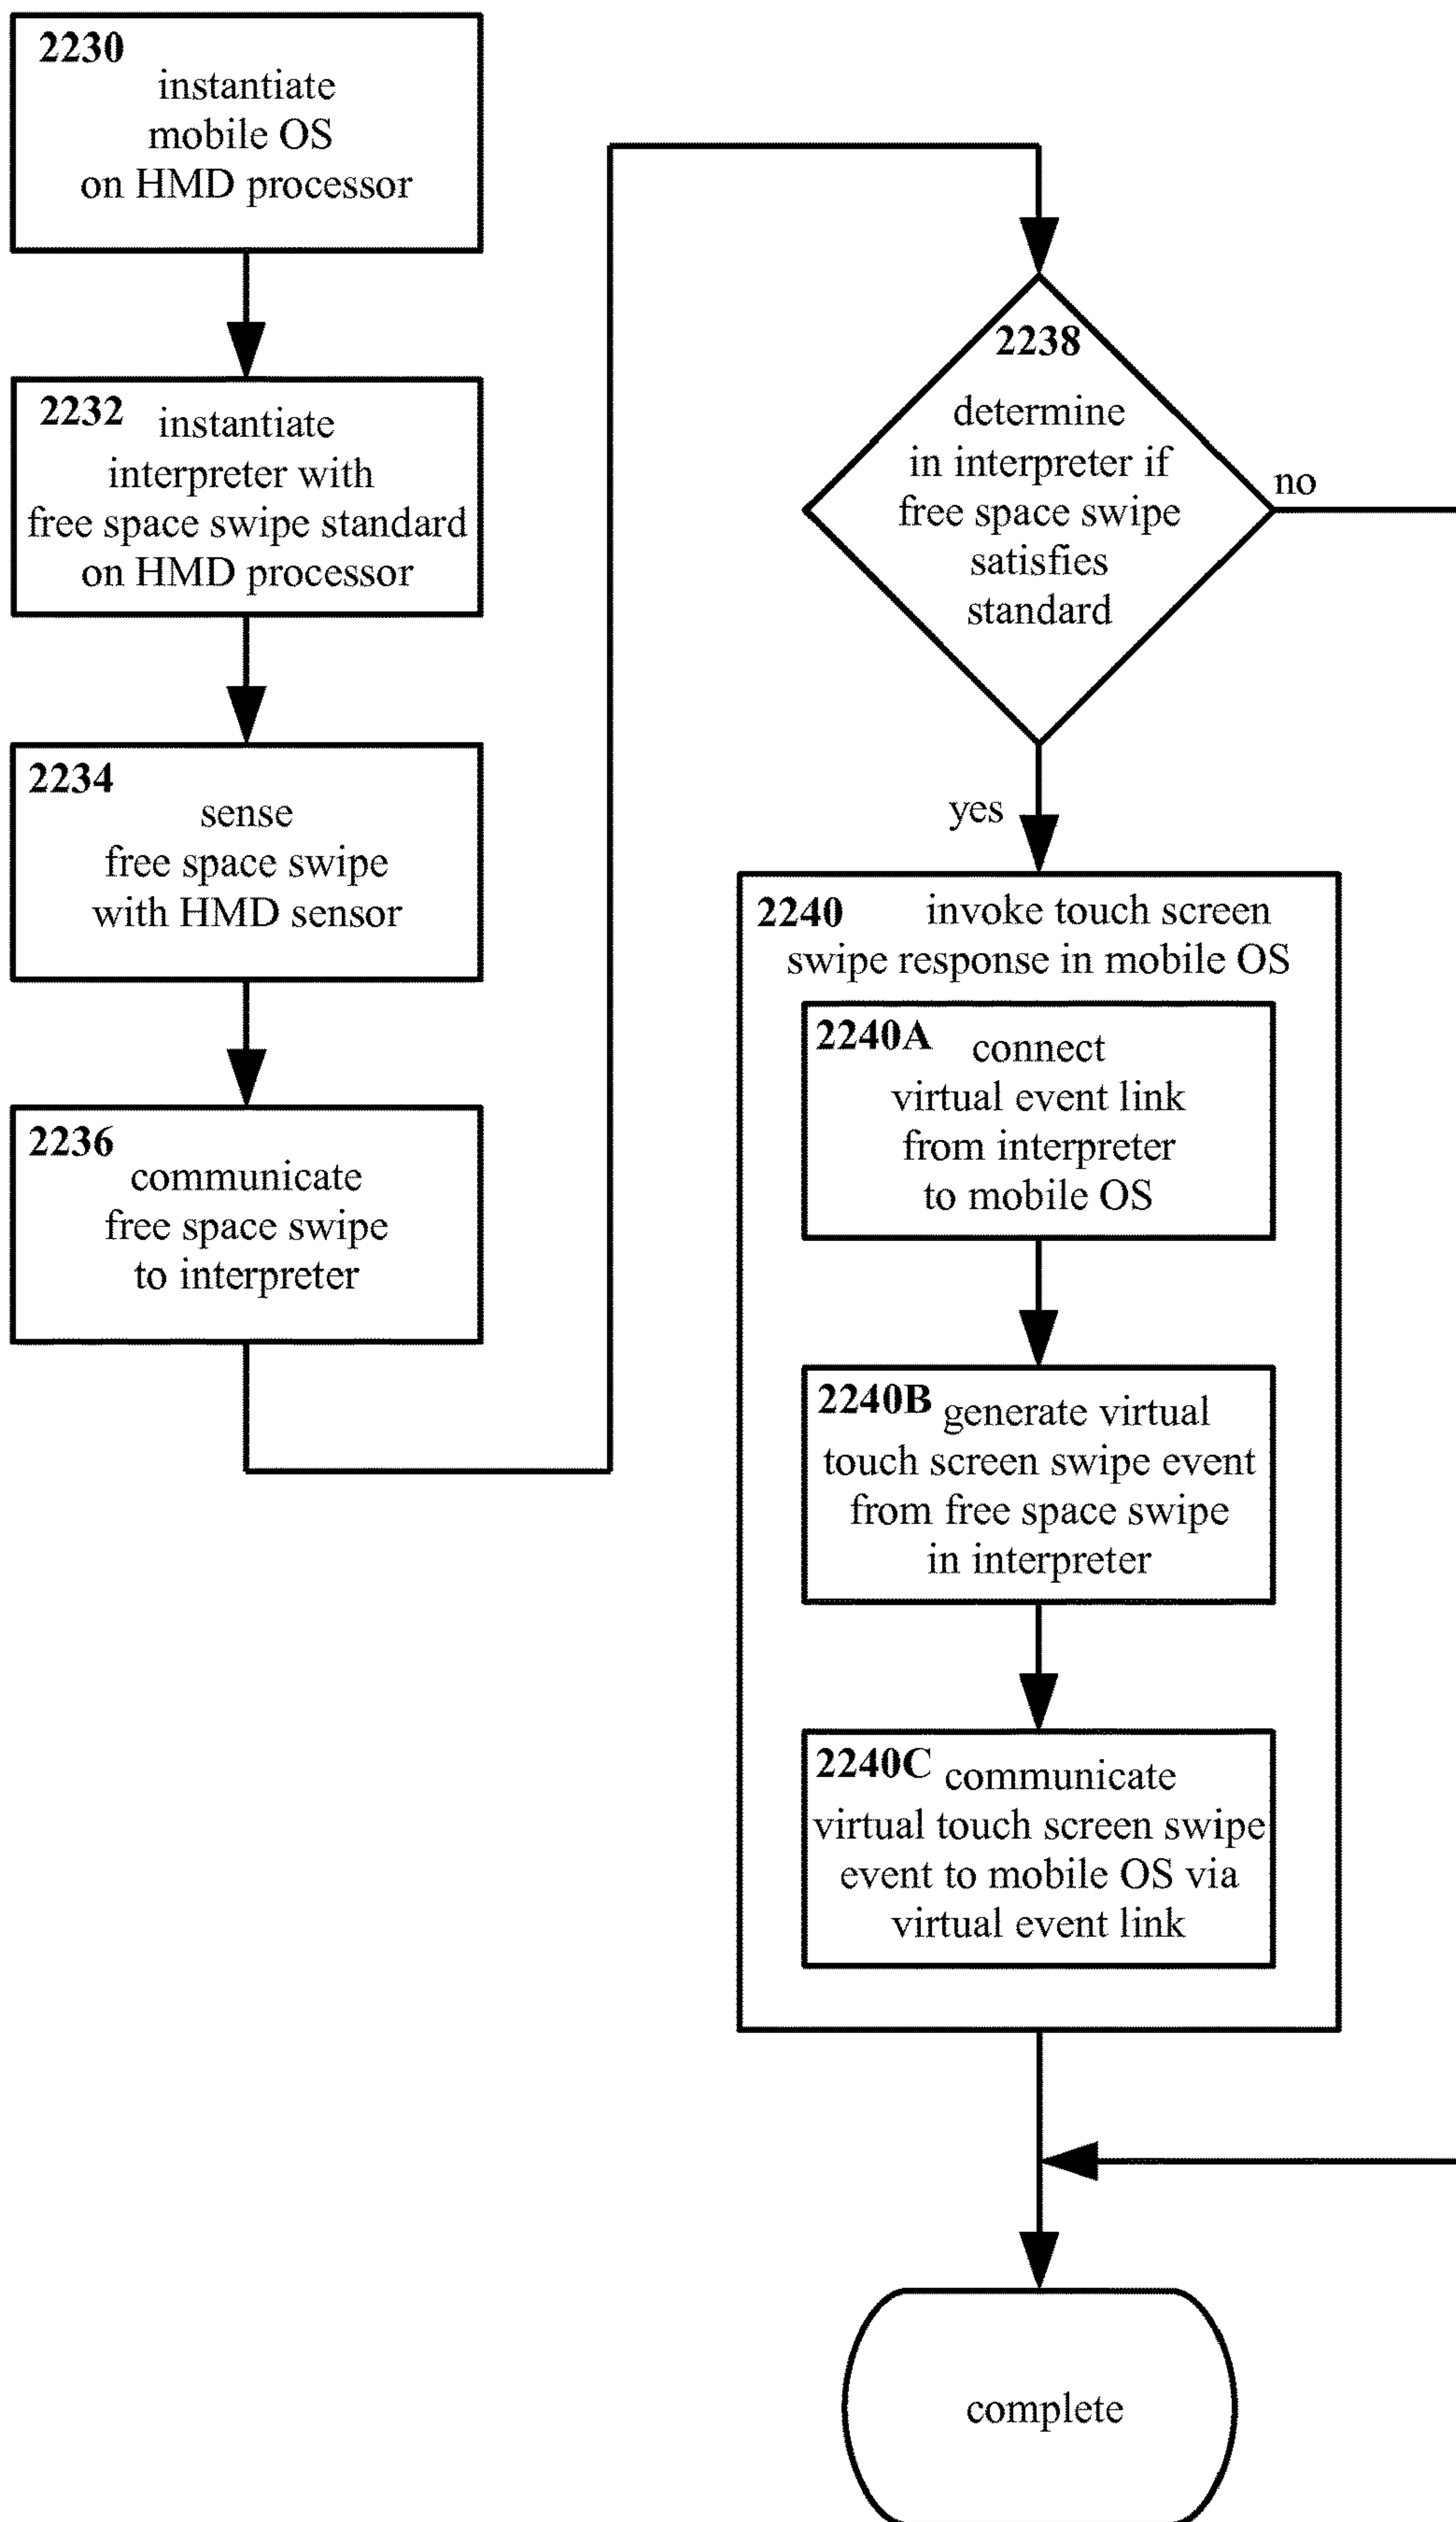 2230
instantiate
mobile OS
on HMD processor
2232 instantiate
interpreter with
free space swipe standard
on HMD processor
2234
sense
free space swipe
with HMD sensor
2236
communicate
free space swipe
to interpreter
2238
determine
in interpreter if
free space swipe
satisfies
standard
no
yes
2240 invoke touch screen
swipe response in mobile OS
2240A connect
virtual event link
from interpreter
to mobile OS
2240B generate virtual
touch screen swipe event
from free space swipe
in interpreter
2240C communicate
virtual touch screen swipe
event to mobile OS via
virtual event link
complete